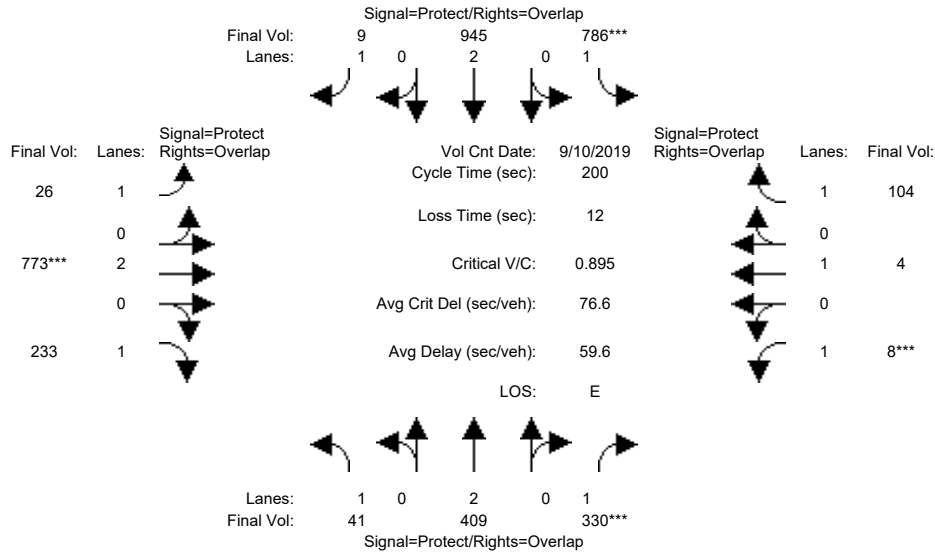 Signal=Protect/Rights=Overlap
Final Vol: 9 945 786***
Lanes: 1 0 2 0 1
Signal=Protect
Final Vol: Lanes: Rights=Overlap
Vol Cnt Date: 9/10/2019
Signal=Protect
Rights=Overlap Lanes: Final Vol:
Cycle Time (sec): 200
26 1
1 104
Loss Time (sec): 12
0
0
773*** 2
Critical V/C: 0.895
1 4
0
Avg Crit Del (sec/veh): 76.6
0
233 1
Avg Delay (sec/veh): 59.6
1 8***
LOS: E
Lanes: 1 0 2 0 1
Final Vol: 41 409 330***
Signal=Protect/Rights=Overlap